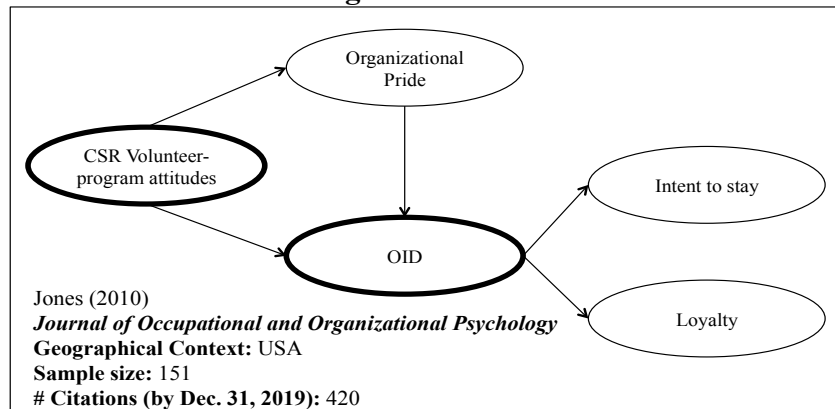 Organizational
Pride
CSR Volunteer-
program attitudes
Intent to stay
OID
Loyalty
Jones (2010)
Journal of Occupational and Organizational Psychology
Geographical Context: USA
Sample size: 151
# Citations (by Dec. 31, 2019): 420